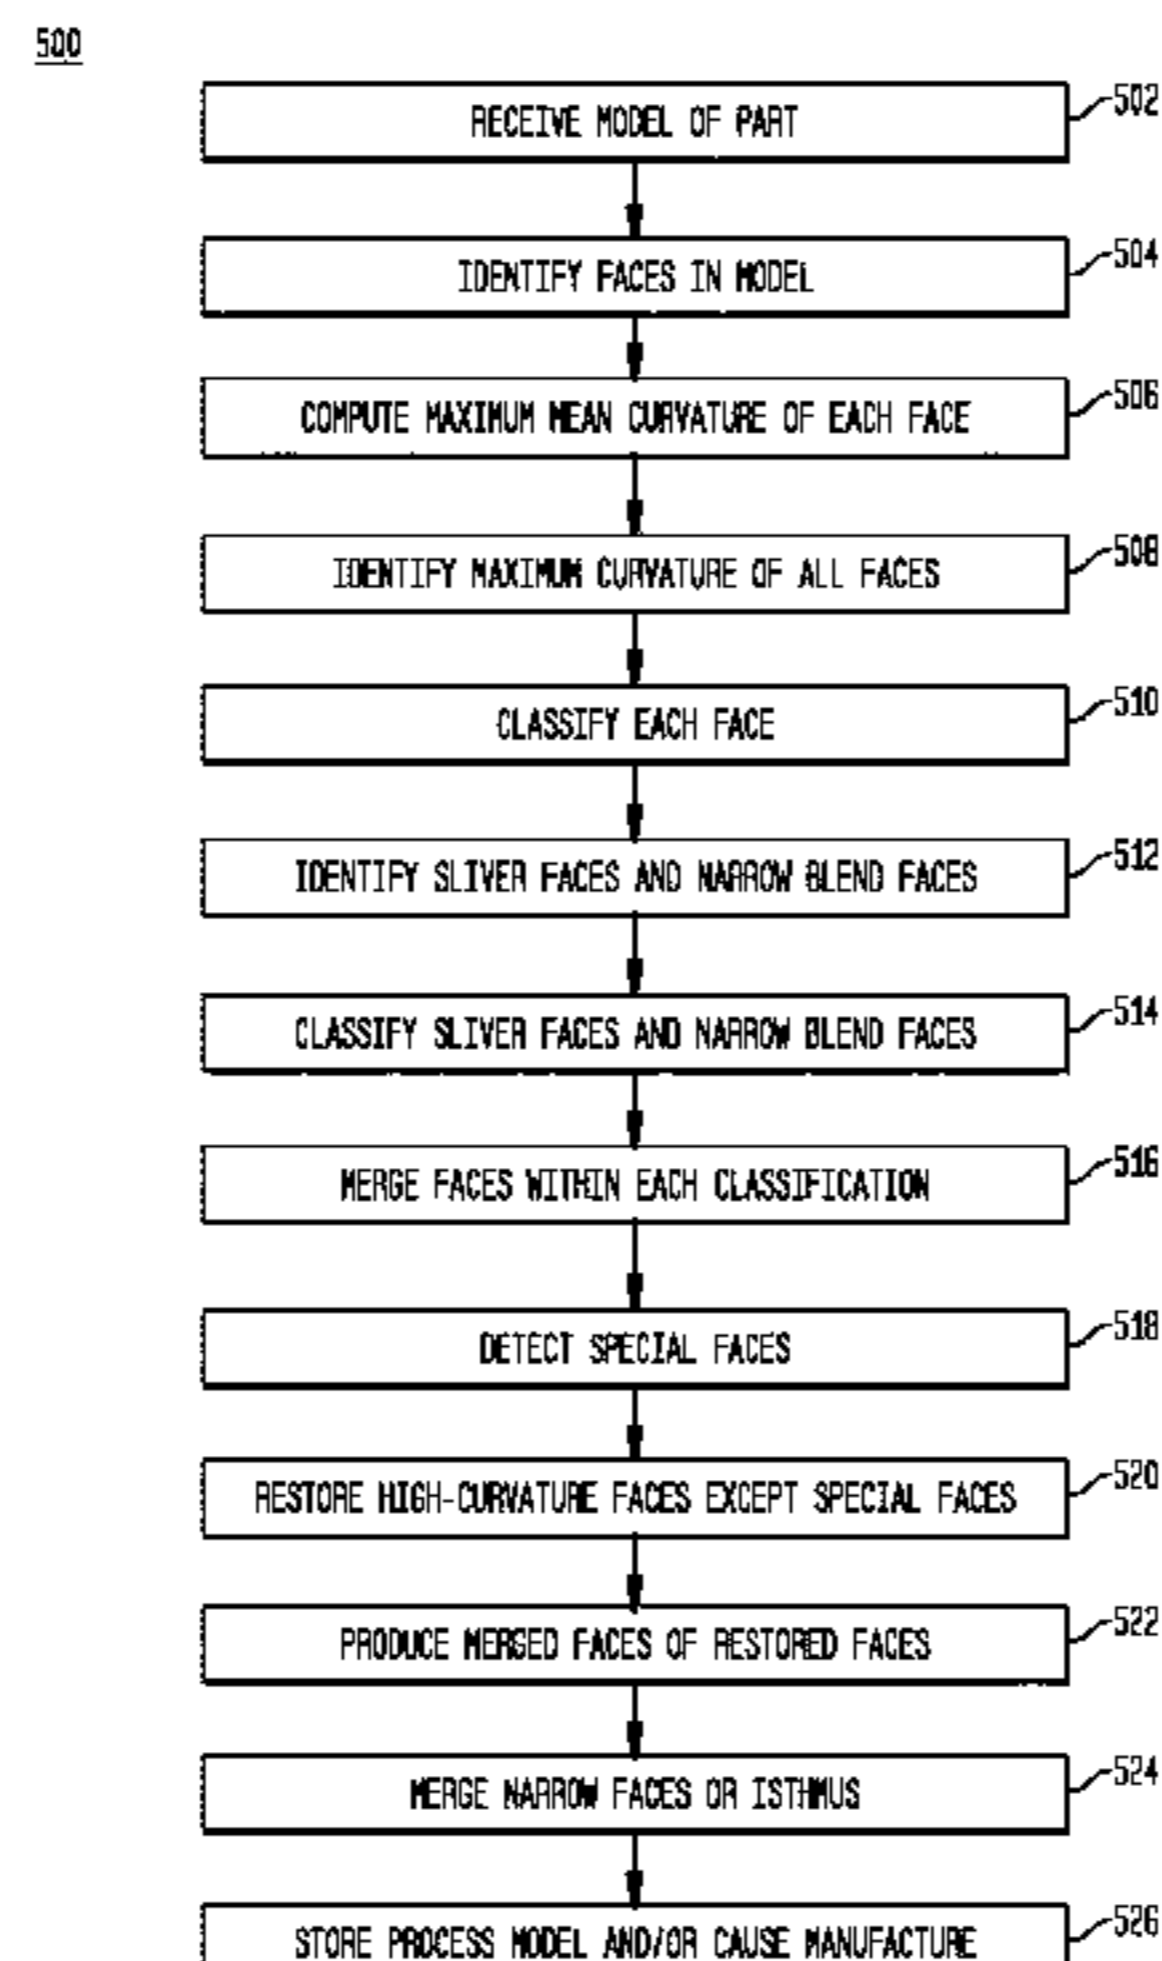 500
RECEIVE MODEL OF PART
502
IDENTIFY FACES IN MODEL
504
COMPUTE MAXIMUM MEAN CURVATURE OF EACH FACE
506
IDENTIFY MAXIMUM CURVATURE OF ALL FACES
508
CLASSIFY EACH FACE
510
IDENTIFY SLIVER FACES AND NARROW BLEND FACES
512
CLASSIFY SLIVER FACES AND NARROW BLEND FACES
514
MERGE FACES WITHIN EACH CLASSIFICATION
516
DETECT SPECIAL FACES
518
RESTORE HIGH-CURVATURE FACES EXCEPT SPECIAL FACES
520
PRODUCE MERGED FACES OF RESTORED FACES
522
MERGE NARROW FACES OR ISTHMUS
524
STORE PROCESS MODEL AND/OR CAUSE MANUFACTURE
526